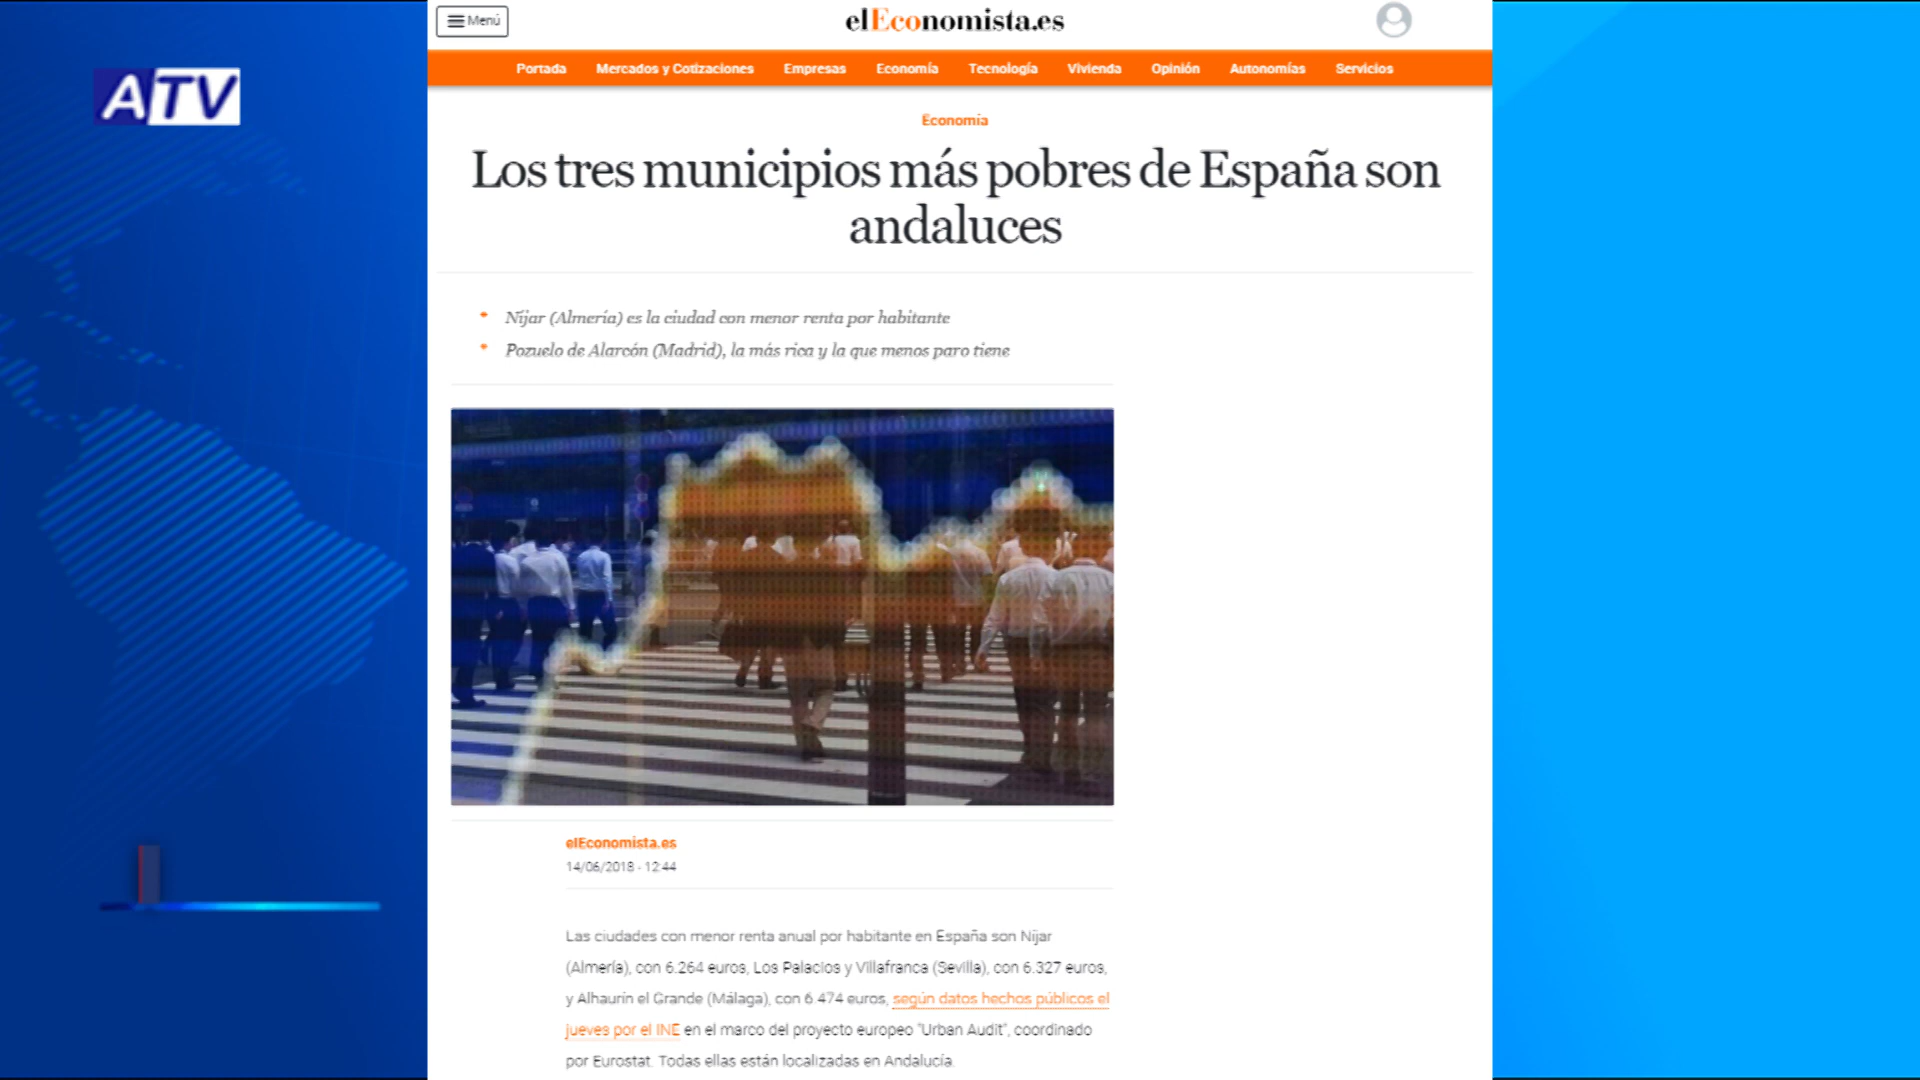 Menú
elEconomista.es
ATV
Portada Mercados y Cotizaciones Empresas Economía Tecnología Vivienda Opinión Autonomías Servicios
Economía
Los tres municipios más pobres de España son
andaluces
Níjar (Almería) es la ciudad con menor renta por habitante
Pozuelo de Alarcón (Madrid), la más rica y la que menos paro tiene
elEconomista.es
14/06/2018 - 12:44
Las ciudades con menor renta anual por habitante en España son Níjar
(Almería), con 6.264 euros, Los Palacios y Villafranca (Sevilla), con 6.327 euros,
y Alhaurín el Grande (Málaga), con 6.474 euros, según datos hechos públicos el
jueves por el INE en el marco del proyecto europeo "Urban Audit", coordinado
por Eurostat. Todas ellas están localizadas en Andalucía.